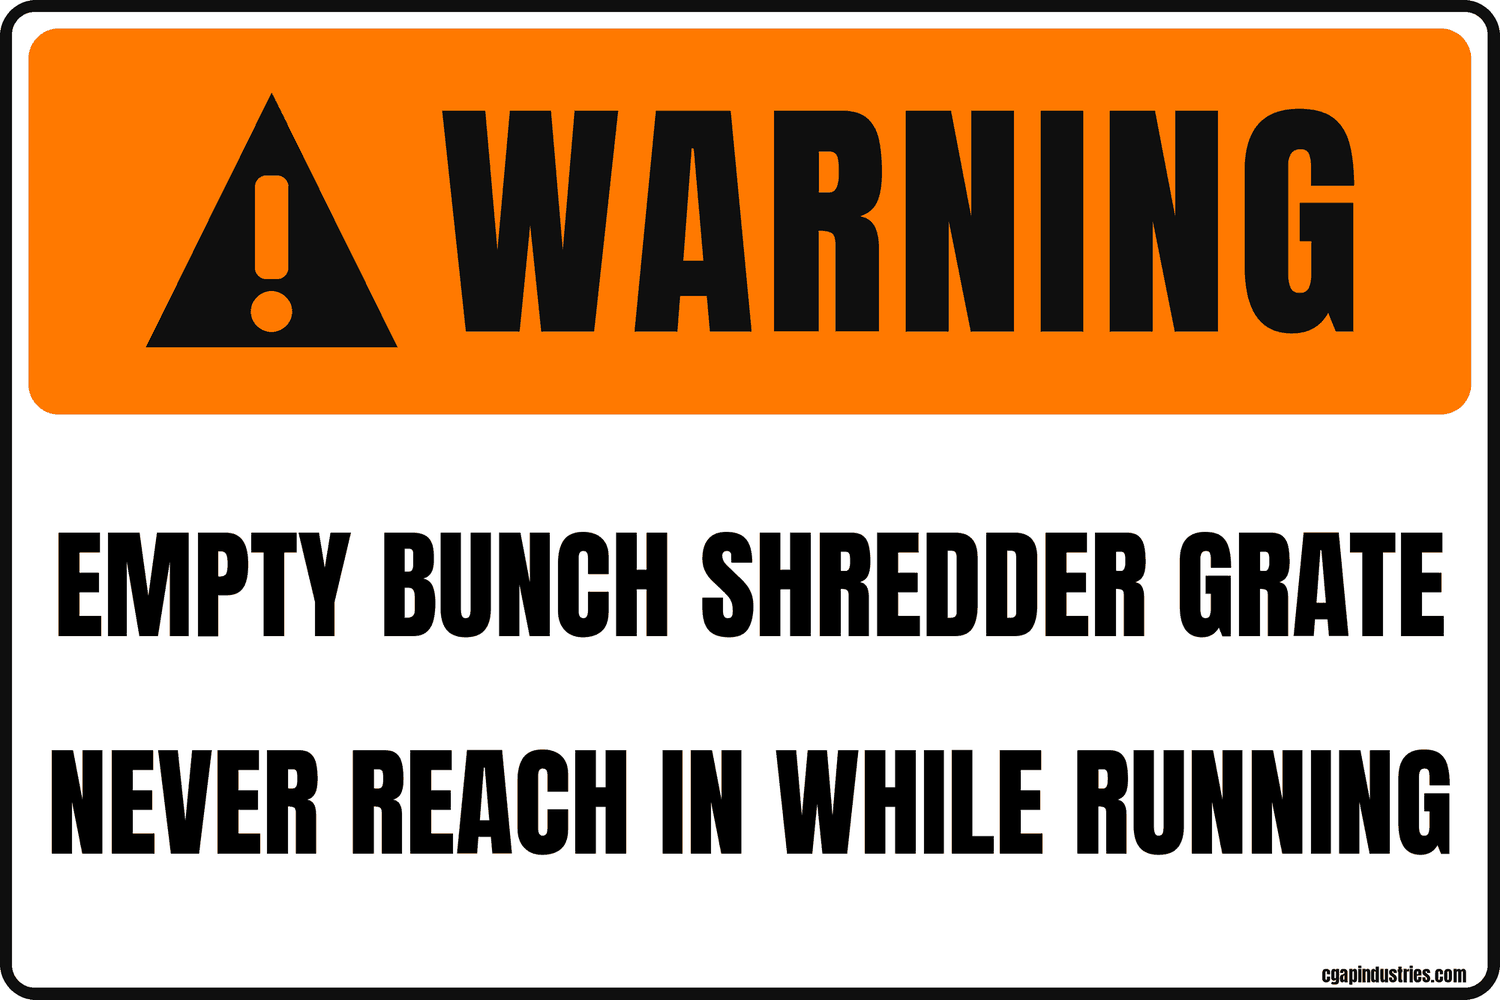 WARNING
EMPTY BUNCH SHREDDER GRATE
NEVER REACH IN WHILE RUNNING
cgapindustries.com